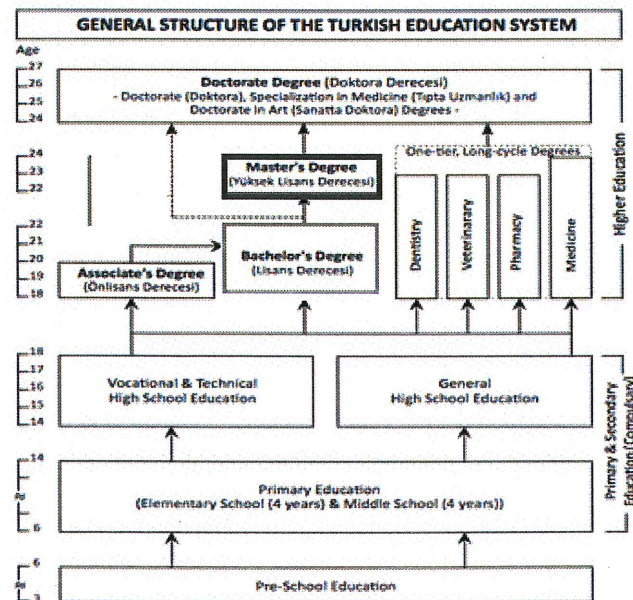 GENERAL STRUCTURE OF THE TURKISH EDUCATION SYSTEM
Age
27
26
25
24
Doctorate Degree (Doktora Derecesi)
- Doctorate (Doktora), Specialization in Medicine (Tıpta Uzmanlık) and
Doctorate in Art (Sanatta Doktora) Degrees -
24
23
22
Master's Degree
(Yüksek Lisans Derecesi)
One-tier, Long-cycle Degrees
Higher Education
22
21
20
19
18
Associate's Degree
(Önlisans Derecesi)
Bachelor's Degree
(Lisans Derecesi)
Dentistry
Veterinarary
Pharmacy
Medicine
18
17
16
15
14
Vocational & Technical
High School Education
General
High School Education
Primary & Secondary
Education (Compulsary)
14
6
Primary Education
(Elementary School (4 years) & Middle School (4 years))
6
3
Pre-School Education